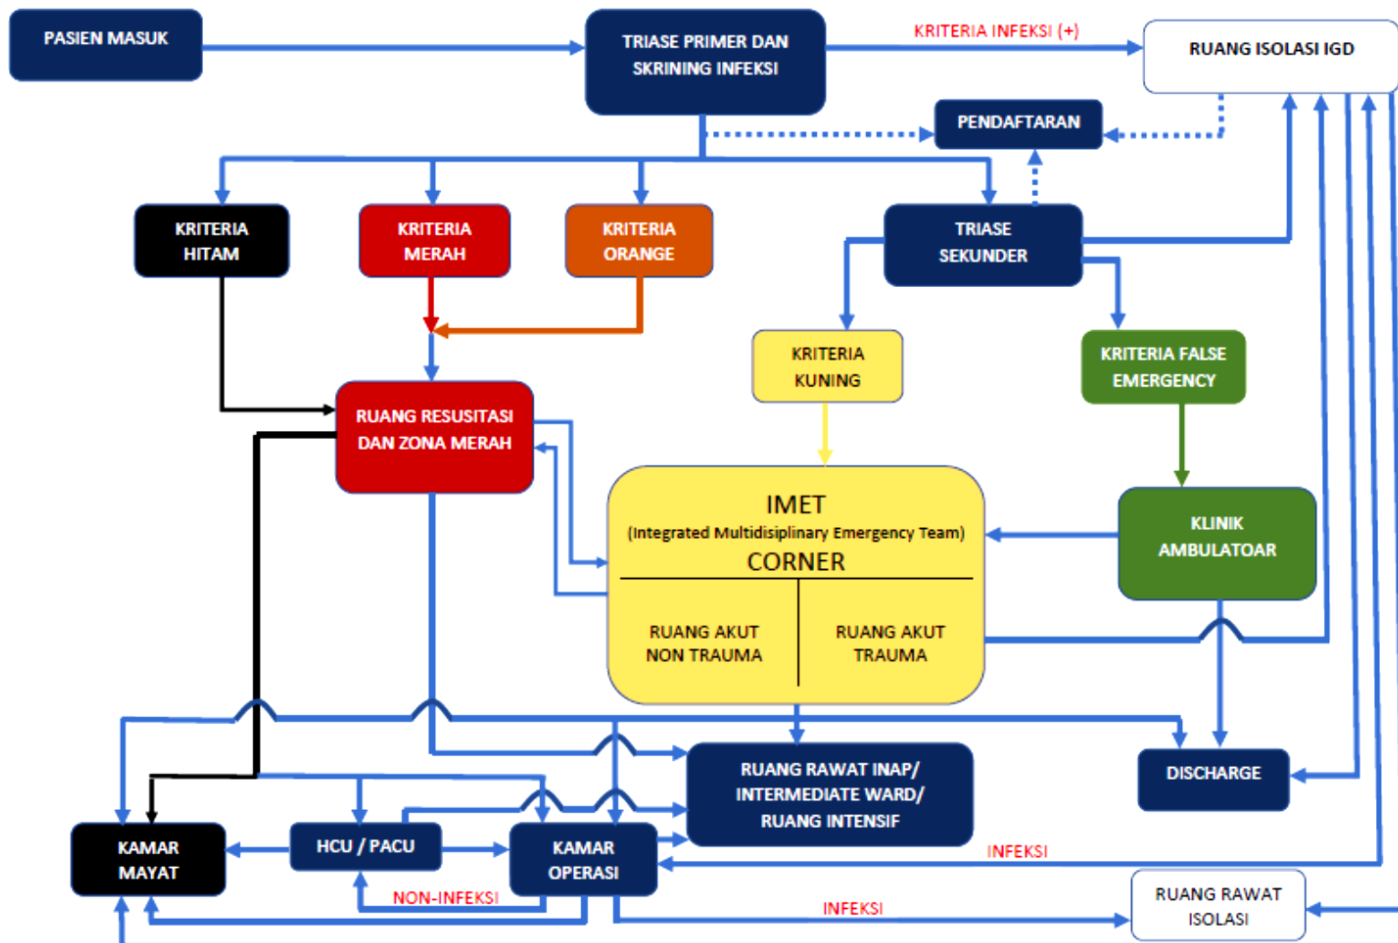 PASIEN MASUK
TRIASE PRIMER DAN
SKRINING INFEKSI
KRITERIA INFEKSI (+)
RUANG ISOLASI IGD
PENDAFTARAN
KRITERIA
HITAM
KRITERIA
MERAH
KRITERIA
ORANGE
TRIASE
SEKUNDER
KRITERIA
KUNING
KRITERIA FALSE
EMERGENCY
RUANG RESUSITASI
DAN ZONA MERAH
IMET
(Integrated Multidisiplinary Emergency Team)
CORNER
RUANG AKUT
NON TRAUMA
RUANG AKUT
TRAUMA
KLINIK
AMBULATOAR
RUANG RAWAT INAP/
INTERMEDIATE WARD/
RUANG INTENSIF
DISCHARGE
KAMAR
MAYAT
HCU / PACU
KAMAR
OPERASI
INFEKSI
NON-INFEKSI
INFEKSI
RUANG RAWAT
ISOLASI